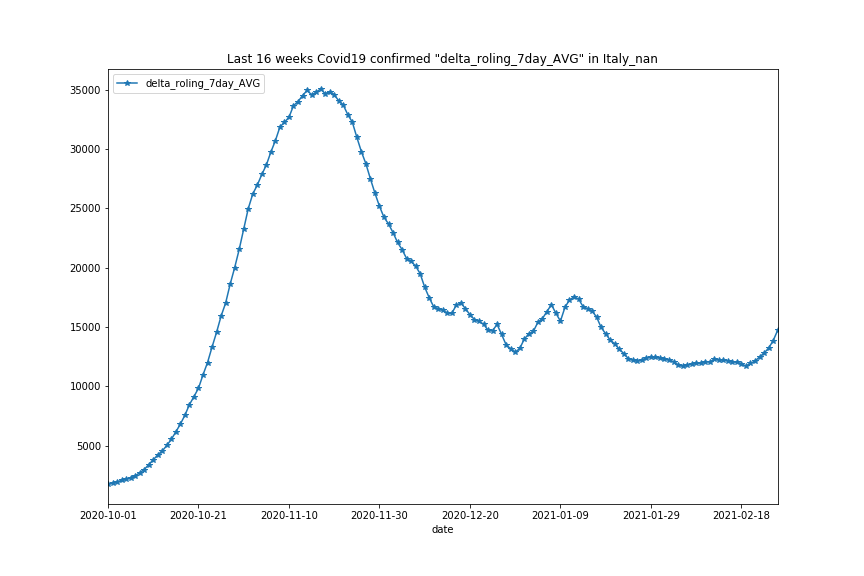 Last 16 weeks Covid19 confirmed "delta_roling_7day_AVG" in Italy_nan
delta_roling_7day_AVG
35000
30000
25000
20000
15000
10000
5000
2020-10-01 2020-10-21 2020-11-10 2020-11-30 2020-12-20 2021-01-09 2021-01-29 2021-02-18
date